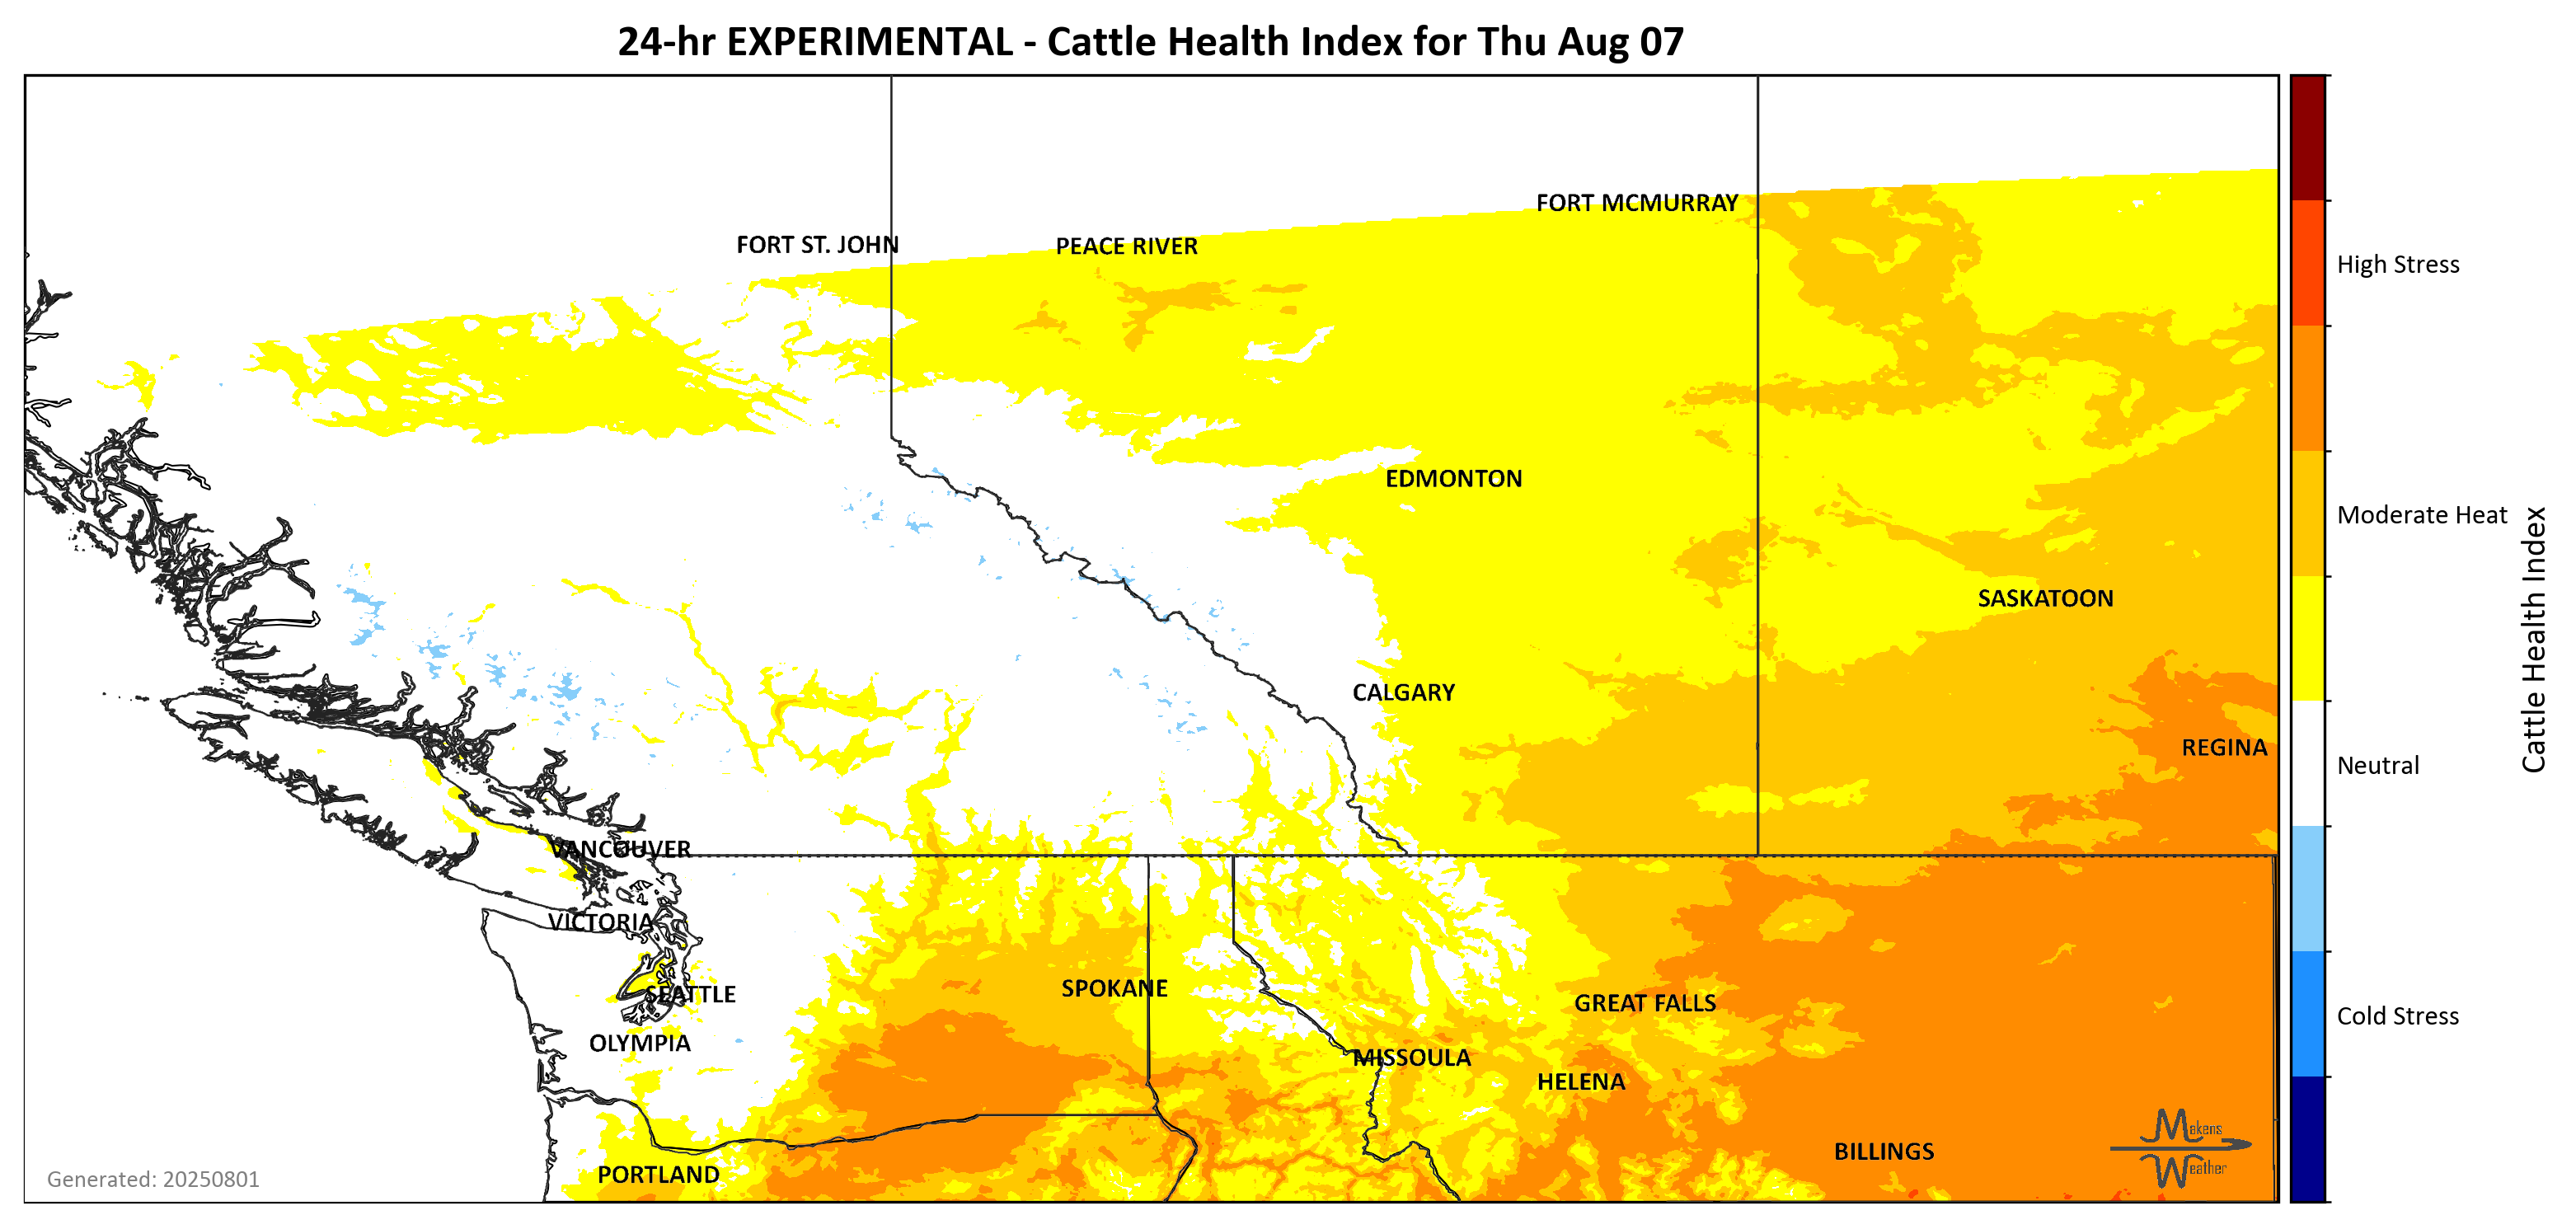 24-hr EXPERIMENTAL - Cattle Health Index for Thu Aug 07
FORT MCMURRAY
FORT ST. JOHN
PEACE RIVER
High Stress
EDMONTON
Moderate Heat
SASKATOON
CALGARY
REGINA
Neutral
Cattle Health Index
VANCOUVER
VICTORIA
SPOKANE
SEATTLE
GREAT FALLS
Cold Stress
OLYMPIA
MISSOULA
HELENA
Makens
Weather
BILLINGS
PORTLAND
Generated: 20250801